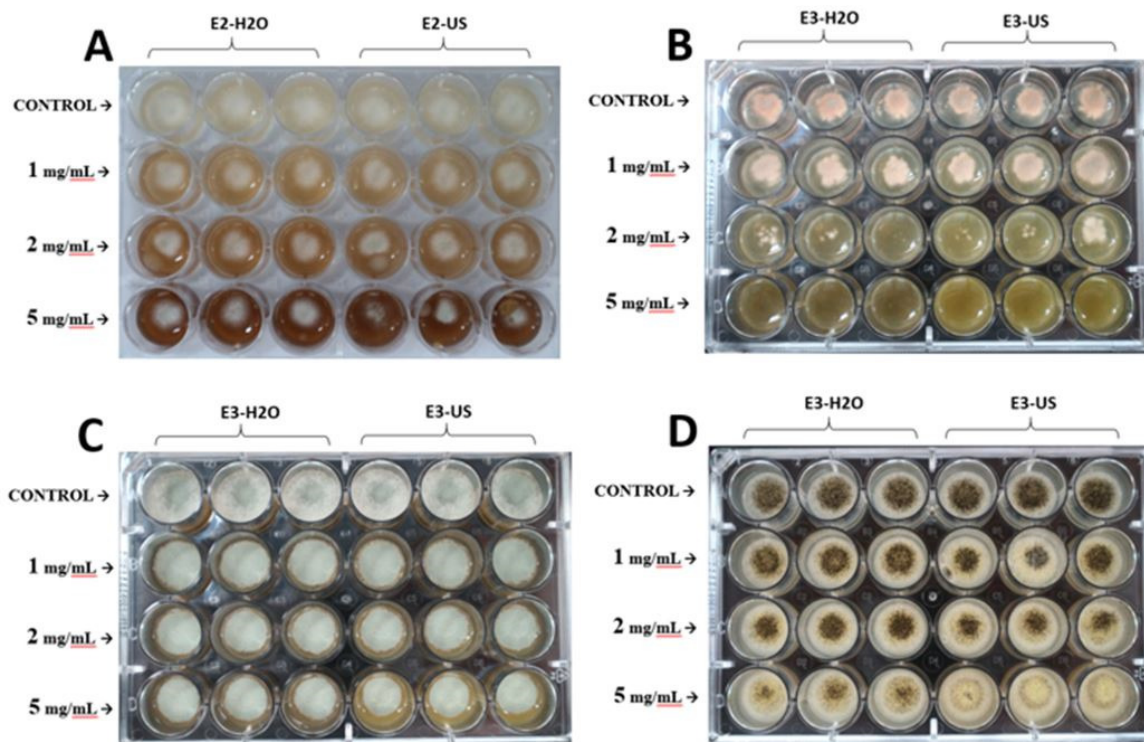 A
E2-H2O E2-US
CONTROL →
1 mg/mL →
2 mg/mL →
5 mg/mL →
B
E3-H2O E3-US
CONTROL →
1 mg/mL →
2 mg/mL →
5 mg/mL →
C
E3-H2O E3-US
CONTROL →
1 mg/mL →
2 mg/mL →
5 mg/mL →
D
E3-H2O E3-US
CONTROL →
1 mg/mL →
2 mg/mL →
5 mg/mL →